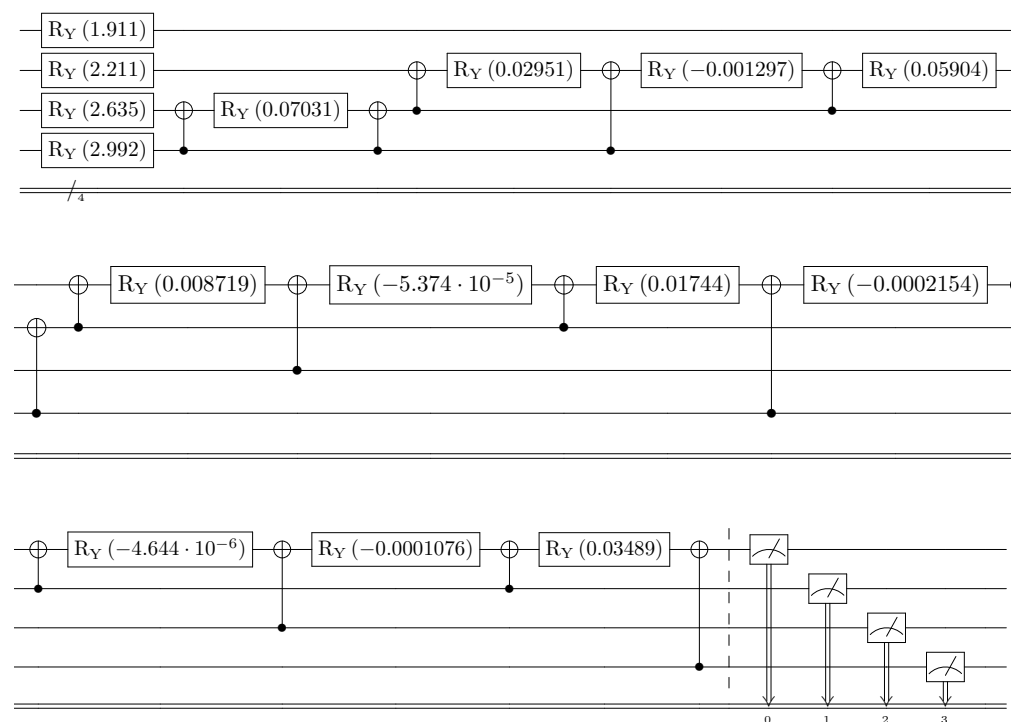 R_Y (1.911)
R_Y (2.211) R_Y (0.02951) R_Y (−0.001297) R_Y (0.05904)
R_Y (2.635) R_Y (0.07031)
R_Y (2.992)
4
R_Y (0.008719) R_Y (−5.374 · 10⁻⁵) R_Y (0.01744) R_Y (−0.0002154)
R_Y (−4.644 · 10⁻⁶) R_Y (−0.0001076) R_Y (0.03489)
0 1 2 3